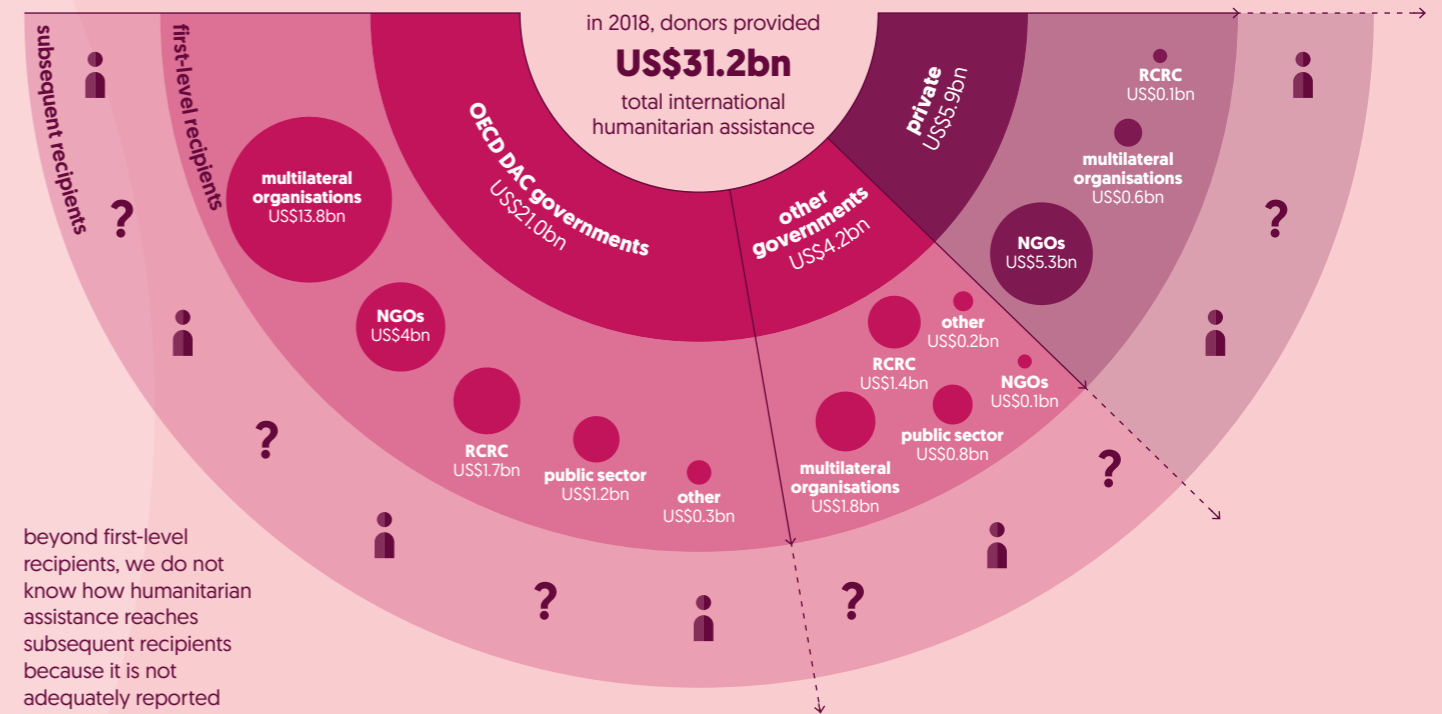 in 2018, donors provided
US$31.2bn
total international
humanitarian assistance
subsequent recipients
first-level recipients
OECD DAC governments
US$21.0bn
multilateral
organisations
US$13.8bn
NGOs
US$4bn
RCRC
US$1.7bn
public sector
US$1.2bn
other
US$0.3bn
other
governments
US$4.2bn
RCRC
US$1.4bn
other
US$0.2bn
NGOs
US$0.1bn
public sector
US$0.8bn
multilateral
organisations
US$1.8bn
private
US$5.9bn
RCRC
US$0.1bn
multilateral
organisations
US$0.6bn
NGOs
US$5.3bn
?
?
?
?
?
?
beyond first-level
recipients, we do not
know how humanitarian
assistance reaches
subsequent recipients
because it is not
adequately reported